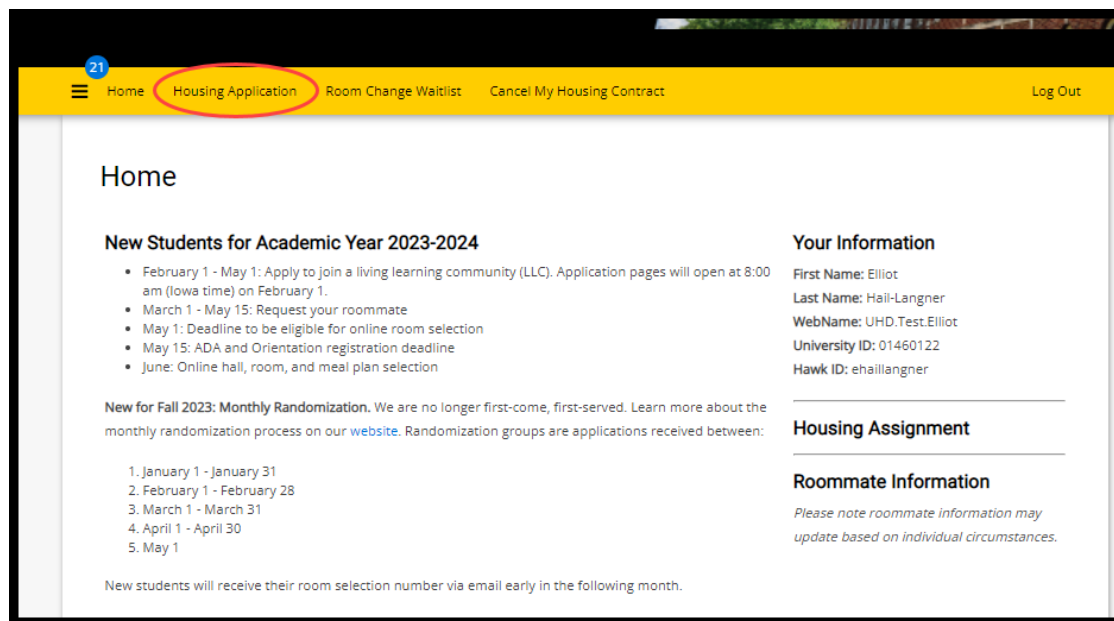 21
Home Housing Application Room Change Waitlist Cancel My Housing Contract Log Out
Home
New Students for Academic Year 2023-2024
• February 1 - May 1: Apply to join a living learning community (LLC). Application pages will open at 8:00
am (Iowa time) on February 1.
• March 1 - May 15: Request your roommate
• May 1: Deadline to be eligible for online room selection
• May 15: ADA and Orientation registration deadline
• June: Online hall, room, and meal plan selection
New for Fall 2023: Monthly Randomization. We are no longer first-come, first-served. Learn more about the
monthly randomization process on our website. Randomization groups are applications received between:
1. January 1 - January 31
2. February 1 - February 28
3. March 1 - March 31
4. April 1 - April 30
5. May 1
New students will receive their room selection number via email early in the following month.
Your Information
First Name: Elliot
Last Name: Hail-Langner
WebName: UHD.Test.Elliot
University ID: 01460122
Hawk ID: ehaillangner
Housing Assignment
Roommate Information
Please note roommate information may
update based on individual circumstances.